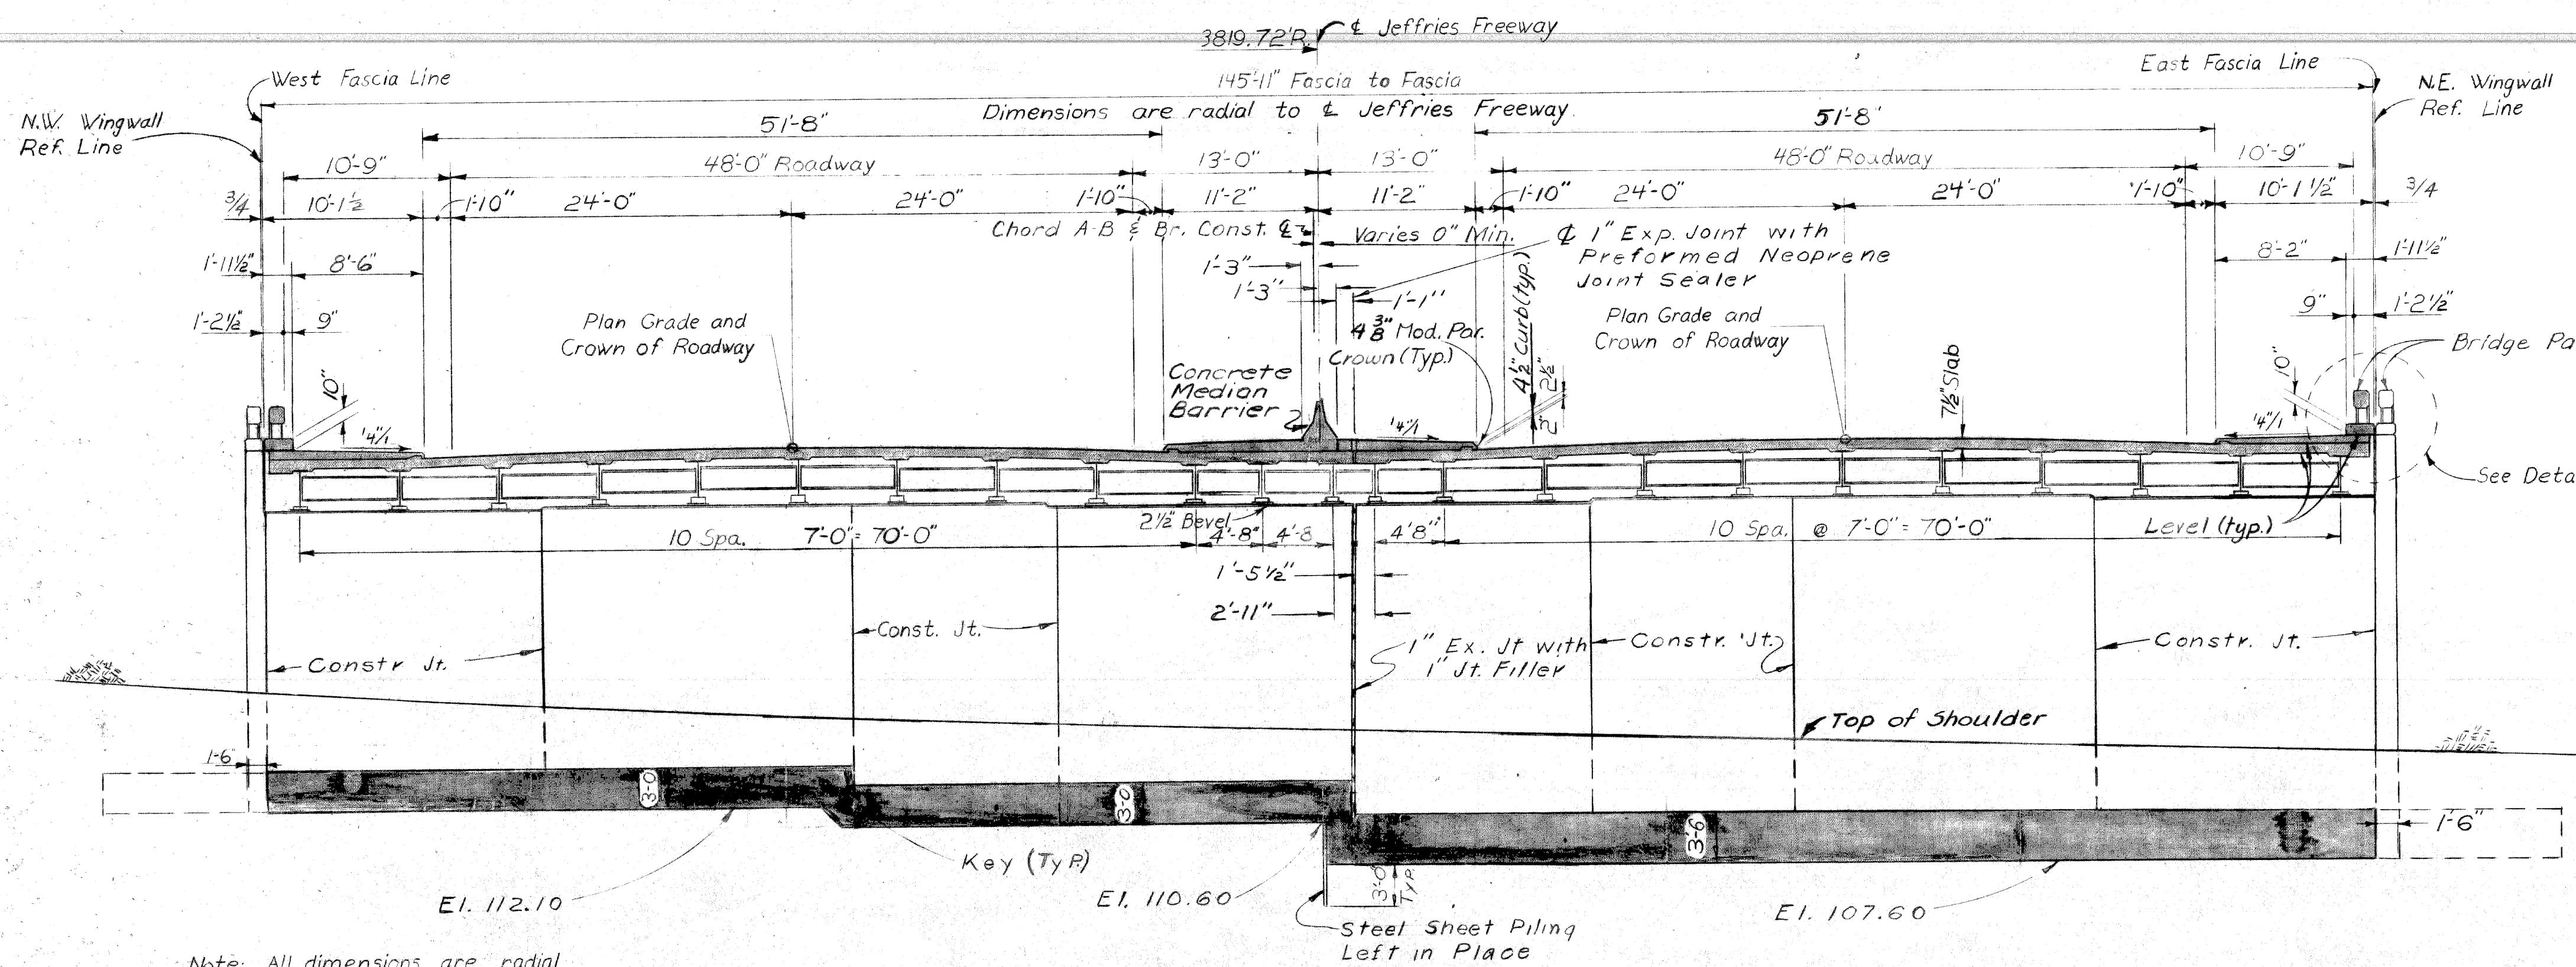 3819.72'R.
℄ Jeffries Freeway
West Fascia Line
145'-11" Fascia to Fascia
East Fascia Line
N.W. Wingwall
Ref. Line
Dimensions are radial to ℄ Jeffries Freeway
N.E. Wingwall
Ref. Line
51'-8"
51'-8"
10'-9"
48'-0" Roadway
13'-0"
13'-0"
48'-0" Roadway
10'-9"
3/4
10'-1½
1'-10"
24'-0"
24'-0"
1'-10"
11'-2"
11'-2"
1'-10"
24'-0"
24'-0"
1'-10"
10'-1½"
3/4
Chord A-B & Br. Const. ℄
Varies 0" Min.
℄ 1" Exp. Joint with
Preformed Neoprene
Joint Sealer
1'-11½"
8'-6"
1'-3"
1'-3"
1'-1"
8'-2"
1'-11½"
1'-2½"
9"
Plan Grade and
Crown of Roadway
4⅜" Mod. Par.
Crown (Typ.)
4½" Curb (typ.)
2½"
2"
Plan Grade and
Crown of Roadway
9"
1'-2½"
Bridge Pa
10"
Concrete
Median
Barrier
7½" Slab
10"
¼"/1
¼"/1
¼"/1
See Deta
2½" Bevel
10 Spa. 7'-0" = 70'-0"
4'-8"
4'-8
4'8"
10 Spa. @ 7'-0" = 70'-0"
Level (typ.)
1'-5½"
2'-11"
Constr Jt.
Const. Jt.
1" Ex. Jt with
1" Jt. Filler
Constr. Jt.
Constr. Jt.
Top of Shoulder
1'-6"
3'-0
3'-0
3'-6
1'-6"
Key (Typ.)
El. 112.10
El. 110.60
3'-0"
Typ.
El. 107.60
Steel Sheet Piling
Left in Place
Note: All dimensions are radial